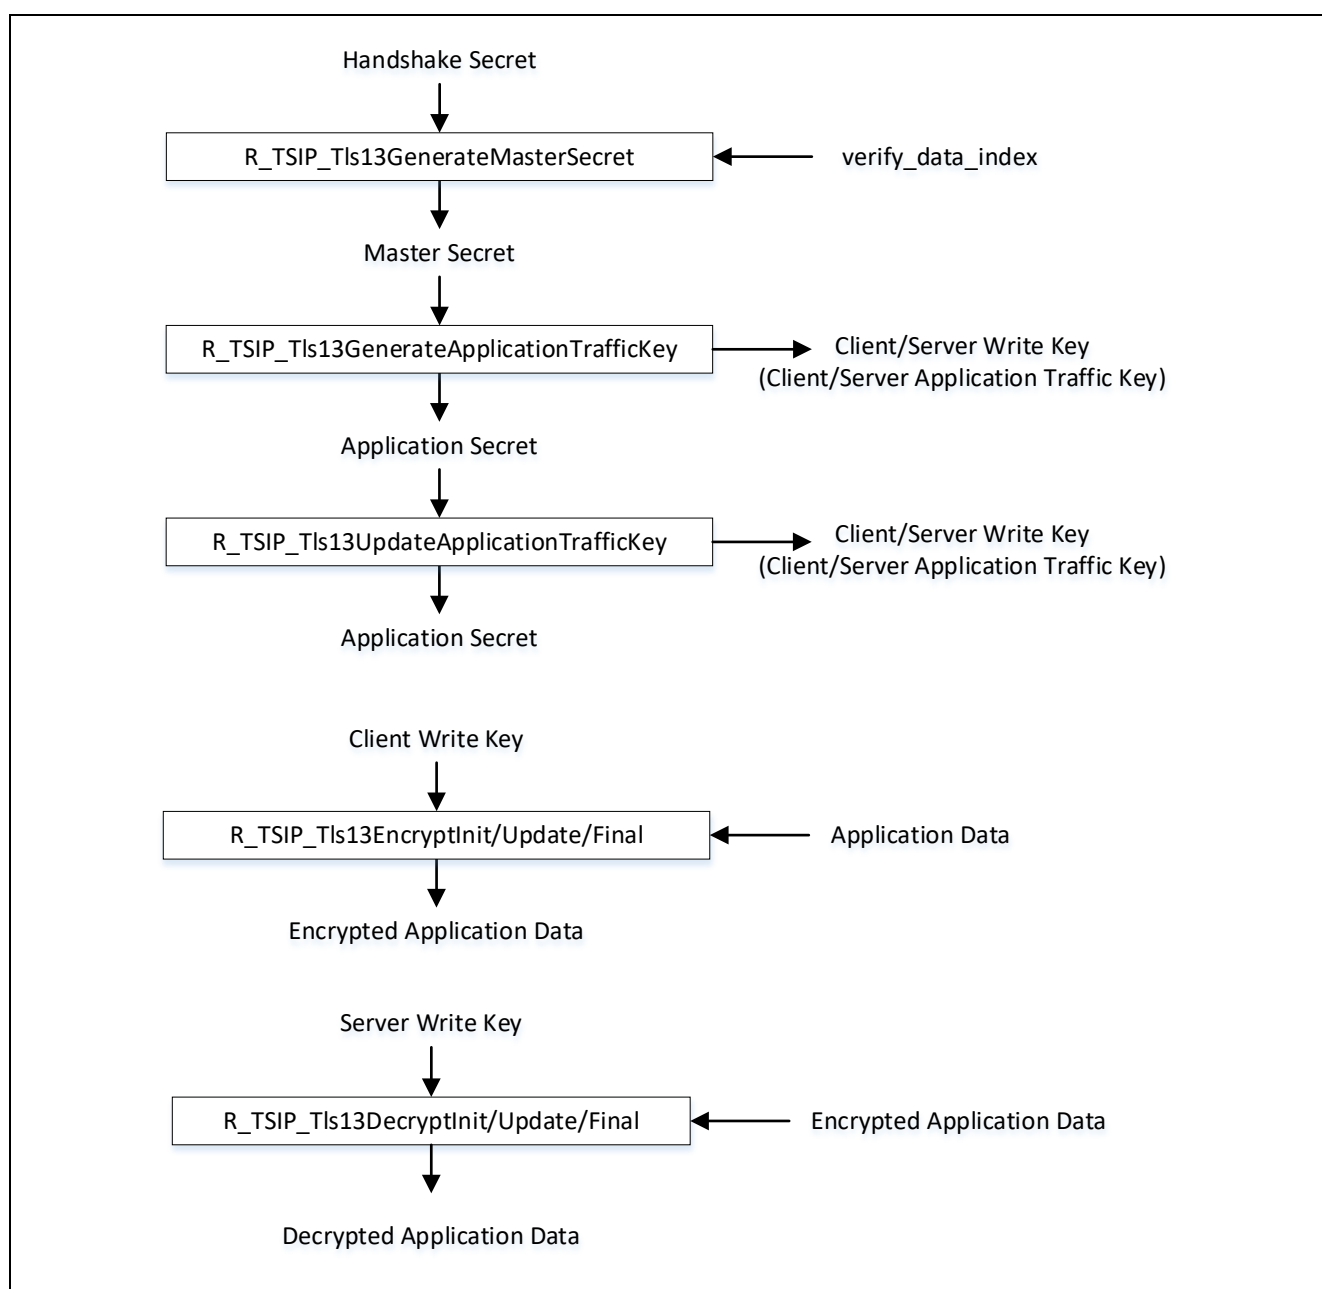 Handshake Secret
R_TSIP_Tls13GenerateMasterSecret
verify_data_index
Master Secret
R_TSIP_Tls13GenerateApplicationTrafficKey
Client/Server Write Key
(Client/Server Application Traffic Key)
Application Secret
R_TSIP_Tls13UpdateApplicationTrafficKey
Client/Server Write Key
(Client/Server Application Traffic Key)
Application Secret
Client Write Key
R_TSIP_Tls13EncryptInit/Update/Final
Application Data
Encrypted Application Data
Server Write Key
R_TSIP_Tls13DecryptInit/Update/Final
Encrypted Application Data
Decrypted Application Data